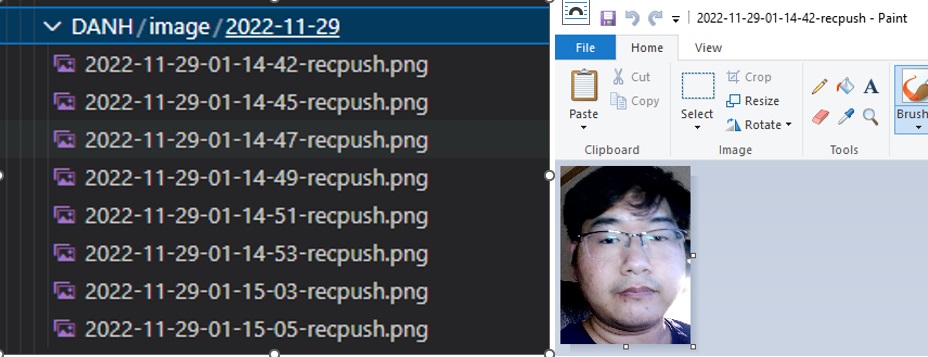 DANH/image/2022-11-29
2022-11-29-01-14-42-recpush.png
2022-11-29-01-14-45-recpush.png
2022-11-29-01-14-47-recpush.png
2022-11-29-01-14-49-recpush.png
2022-11-29-01-14-51-recpush.png
2022-11-29-01-14-53-recpush.png
2022-11-29-01-15-03-recpush.png
2022-11-29-01-15-05-recpush.png
2022-11-29-01-14-42-recpush - Paint
File Home View
Paste
Cut
Copy
Clipboard
Select
Crop
Resize
Rotate
Image
A
Tools
Brush